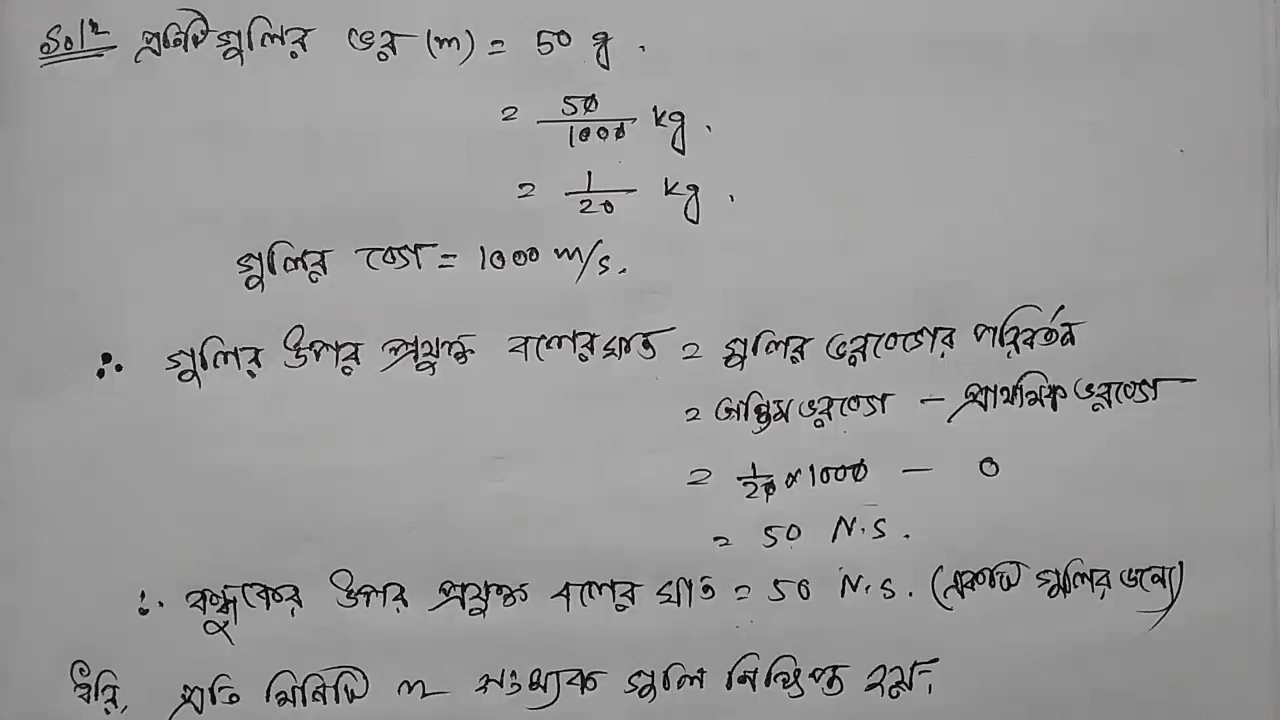 Solⁿ প্রতিটি গুলির ভর (m) = 50 g.
= 50/1000 kg.
= 1/20 kg.
গুলির বেগ = 1000 m/s.
∴ গুলির উপর প্রযুক্ত বলের ঘাত = গুলির ভরবেগের পরিবর্তন
= অন্তিম ভরবেগ - প্রাথমিক ভরবেগ
= 1/20 × 1000 - 0
= 50 N.S.
∴ বন্দুকের উপর প্রযুক্ত বলের ঘাত = 50 N.S. (একটি গুলির জন্যে)
ধরি, প্রতি মিনিটে n সংখ্যক গুলি নিক্ষিপ্ত হয়।